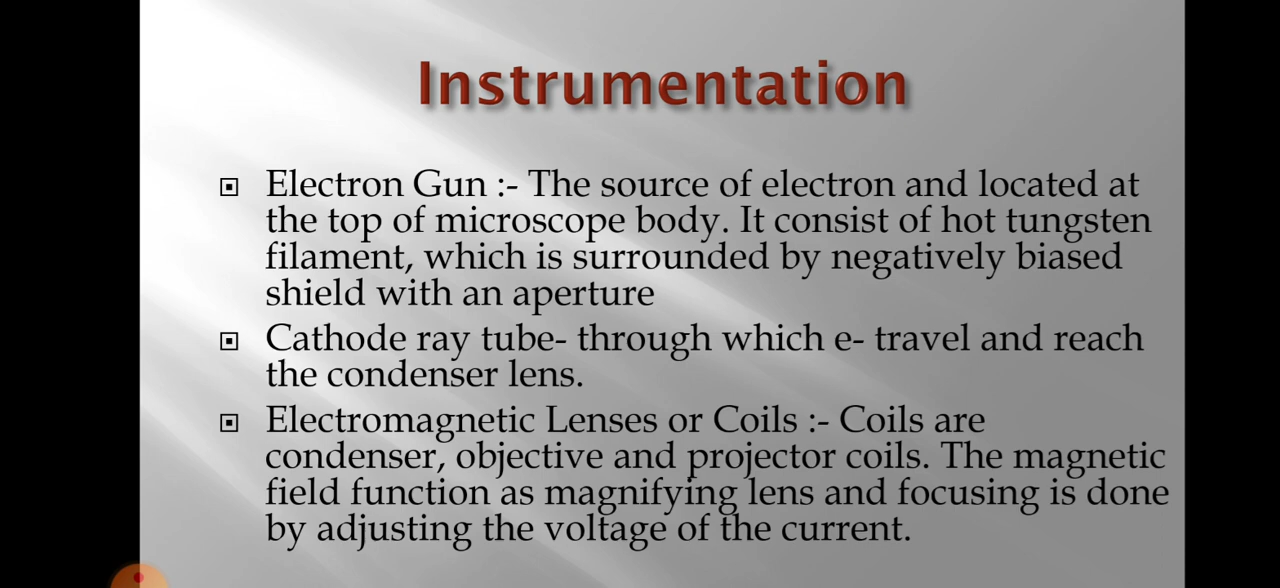 Instrumentation
Electron Gun :- The source of electron and located at
the top of microscope body. It consist of hot tungsten
filament, which is surrounded by negatively biased
shield with an aperture
Cathode ray tube- through which e- travel and reach
the condenser lens.
Electromagnetic Lenses or Coils :- Coils are
condenser, objective and projector coils. The magnetic
field function as magnifying lens and focusing is done
by adjusting the voltage of the current.